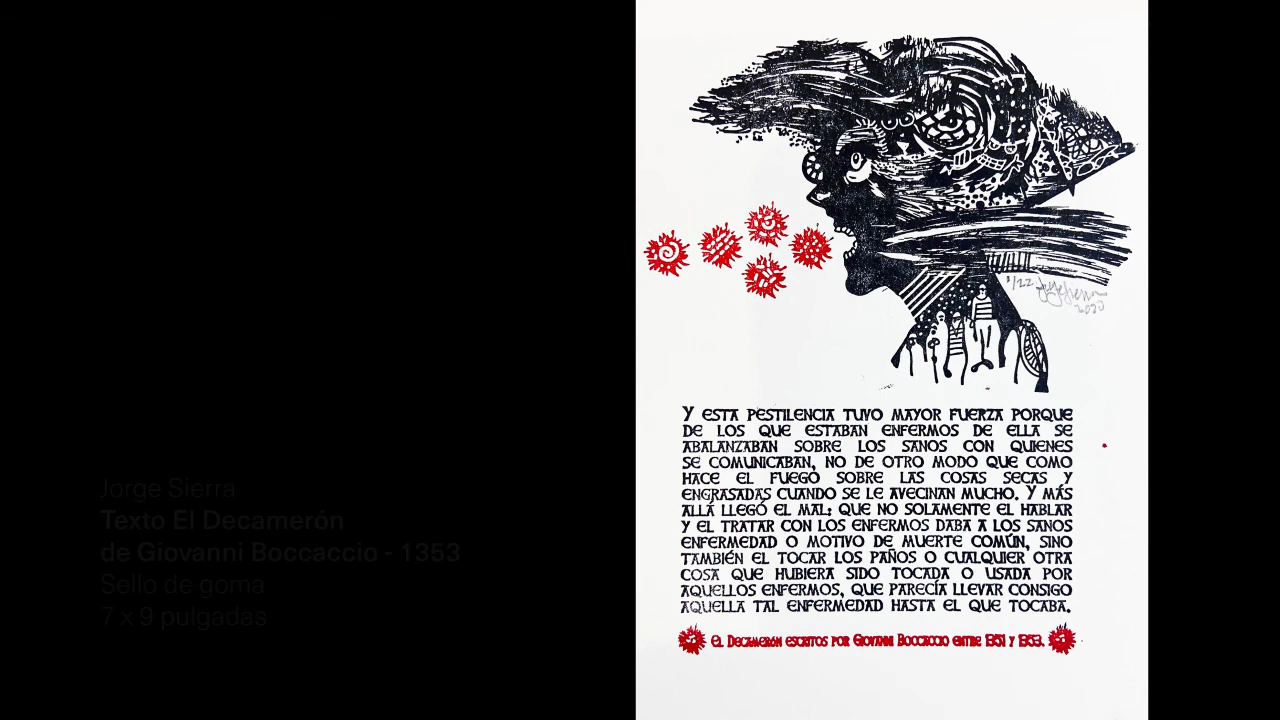 Jorge Sierra
Texto El Decamerón
de Giovanni Boccaccio - 1353
Sello de goma
7 x 9 pulgadas
1/22 Jorge Sierra
2020
Y ESTA PESTILENCIA TUVO MAYOR FUERZA PORQUE
DE LOS QUE ESTABAN ENFERMOS DE ELLA SE
ABALANZABAN SOBRE LOS SANOS CON QUIENES
SE COMUNICABAN, NO DE OTRO MODO QUE COMO
HACE EL FUEGO SOBRE LAS COSAS SECAS Y
ENGRASADAS CUANDO SE LE AVECINAN MUCHO. Y MÁS
ALLÁ LLEGÓ EL MAL: QUE NO SOLAMENTE EL HABLAR
Y EL TRATAR CON LOS ENFERMOS DABA A LOS SANOS
ENFERMEDAD O MOTIVO DE MUERTE COMÚN, SINO
TAMBIÉN EL TOCAR LOS PAÑOS O CUALQUIER OTRA
COSA QUE HUBIERA SIDO TOCADA O USADA POR
AQUELLOS ENFERMOS, QUE PARECÍA LLEVAR CONSIGO
AQUELLA TAL ENFERMEDAD HASTA EL QUE TOCABA.
EL DECAMERÓN ESCRITOS POR GIOVANNI BOCCACCIO ENTRE 1351 Y 1353.